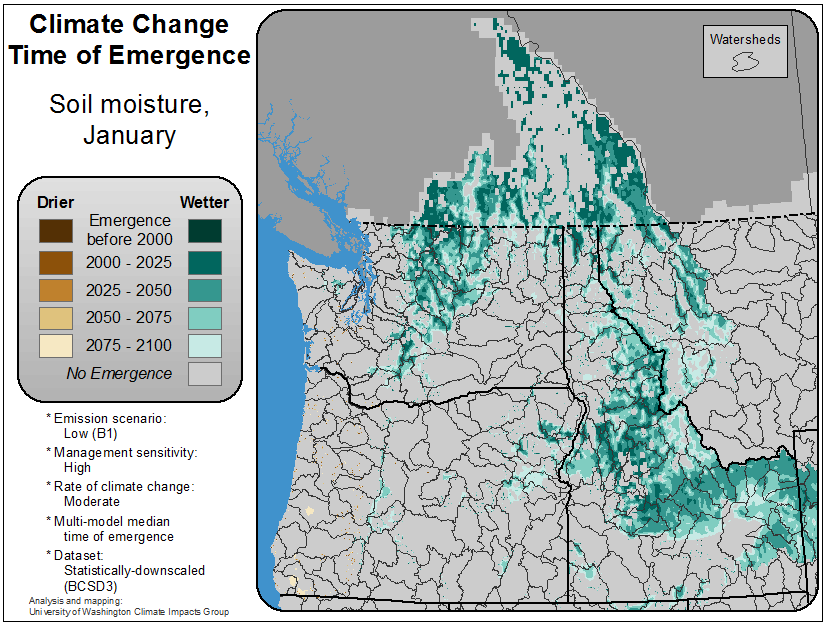 Climate Change
Time of Emergence
Soil moisture,
January
Drier
Wetter
Emergence
before 2000
2000 - 2025
2025 - 2050
2050 - 2075
2075 - 2100
No Emergence
* Emission scenario:
Low (B1)
* Management sensitivity:
High
* Rate of climate change:
Moderate
* Multi-model median
time of emergence
* Dataset:
Statistically-downscaled
(BCSD3)
Analysis and mapping:
University of Washington Climate Impacts Group
Watersheds